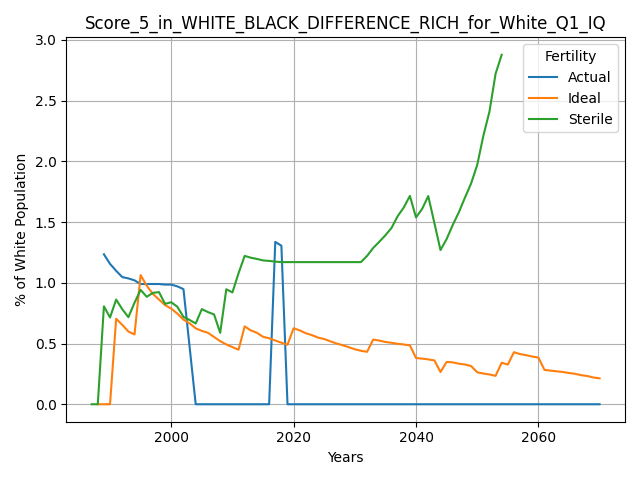 Score_5_in_WHITE_BLACK_DIFFERENCE_RICH_for_White_Q1_IQ
3.0
2.5
2.0
1.5
1.0
0.5
0.0
% of White Population
Fertility
Actual
Ideal
Sterile
2000
2020
2040
2060
Years